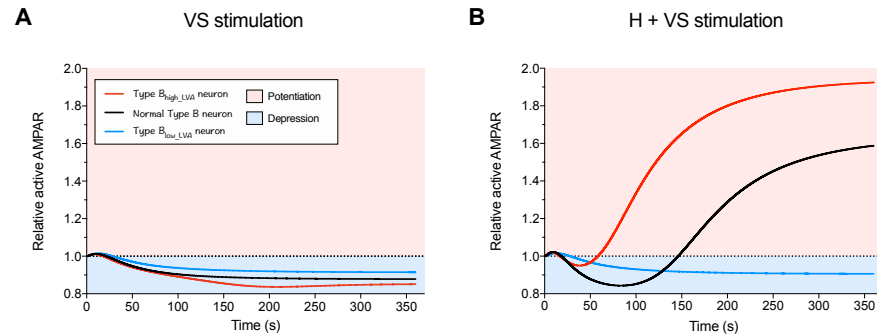 A
VS stimulation
B
H + VS stimulation
Relative active AMPAR
2.0
1.8
1.6
1.4
1.2
1.0
0.8
Type B high_LVA neuron
Normal Type B neuron
Type B low_LVA neuron
Potentiation
Depression
0 50 100 150 200 250 300 350
Time (s)
Relative active AMPAR
2.0
1.8
1.6
1.4
1.2
1.0
0.8
0 50 100 150 200 250 300 350
Time (s)